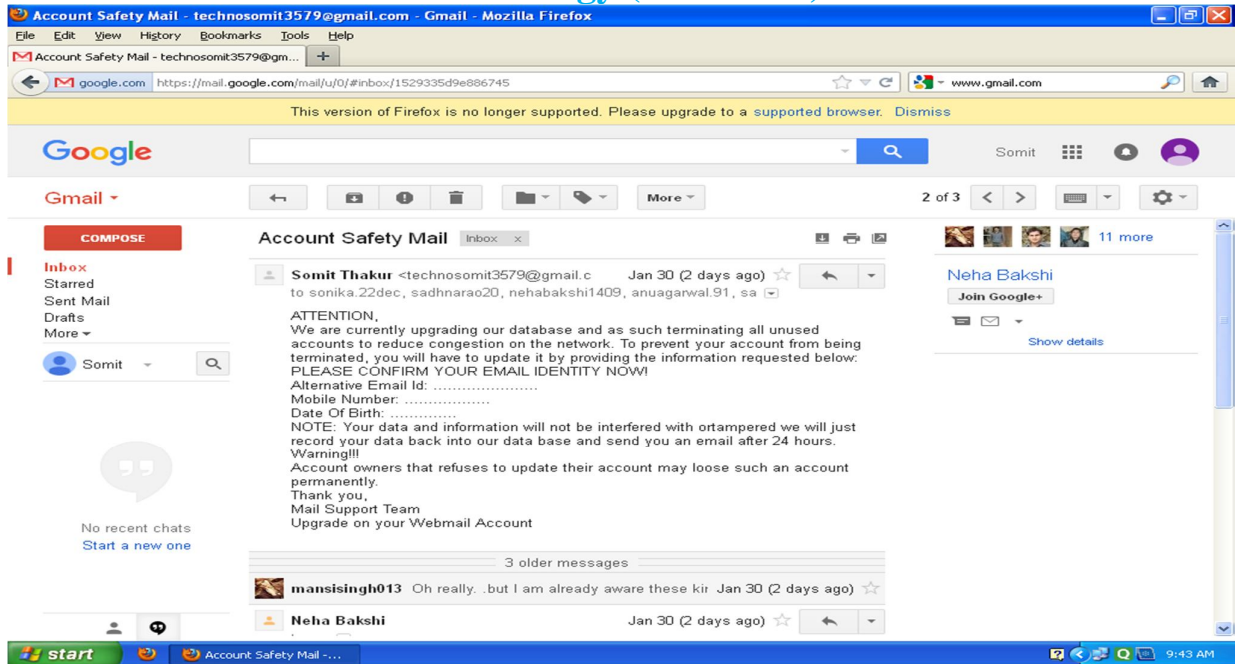 Account Safety Mail - technosomit3579@gmail.com - Gmail - Mozilla Firefox
File Edit View History Bookmarks Tools Help
Account Safety Mail - technosomit3579@gm...
google.com https://mail.google.com/mail/u/0/#inbox/1529335d9e886745 www.gmail.com
This version of Firefox is no longer supported. Please upgrade to a supported browser. Dismiss
Google Somit
Gmail More 2 of 3
COMPOSE
Account Safety Mail Inbox x
11 more
Inbox
Starred
Sent Mail
Drafts
More
Somit
No recent chats
Start a new one
Somit Thakur <technosomit3579@gmail.c Jan 30 (2 days ago)
to sonika.22dec, sadhnarao20, nehabakshi1409, anuagarwal.91, sa
ATTENTION,
We are currently upgrading our database and as such terminating all unused
accounts to reduce congestion on the network. To prevent your account from being
terminated, you will have to update it by providing the information requested below:
PLEASE CONFIRM YOUR EMAIL IDENTITY NOW!
Alternative Email Id: ......................
Mobile Number: ..................
Date Of Birth: ..............
NOTE: Your data and information will not be interfered with ortampered we will just
record your data back into our data base and send you an email after 24 hours.
Warning!!!
Account owners that refuses to update their account may loose such an account
permanently.
Thank you,
Mail Support Team
Upgrade on your Webmail Account
3 older messages
mansisingh013 Oh really. .but I am already aware these kir Jan 30 (2 days ago)
Neha Bakshi Jan 30 (2 days ago)
Neha Bakshi
Join Google+
Show details
start Account Safety Mail -... 9:43 AM